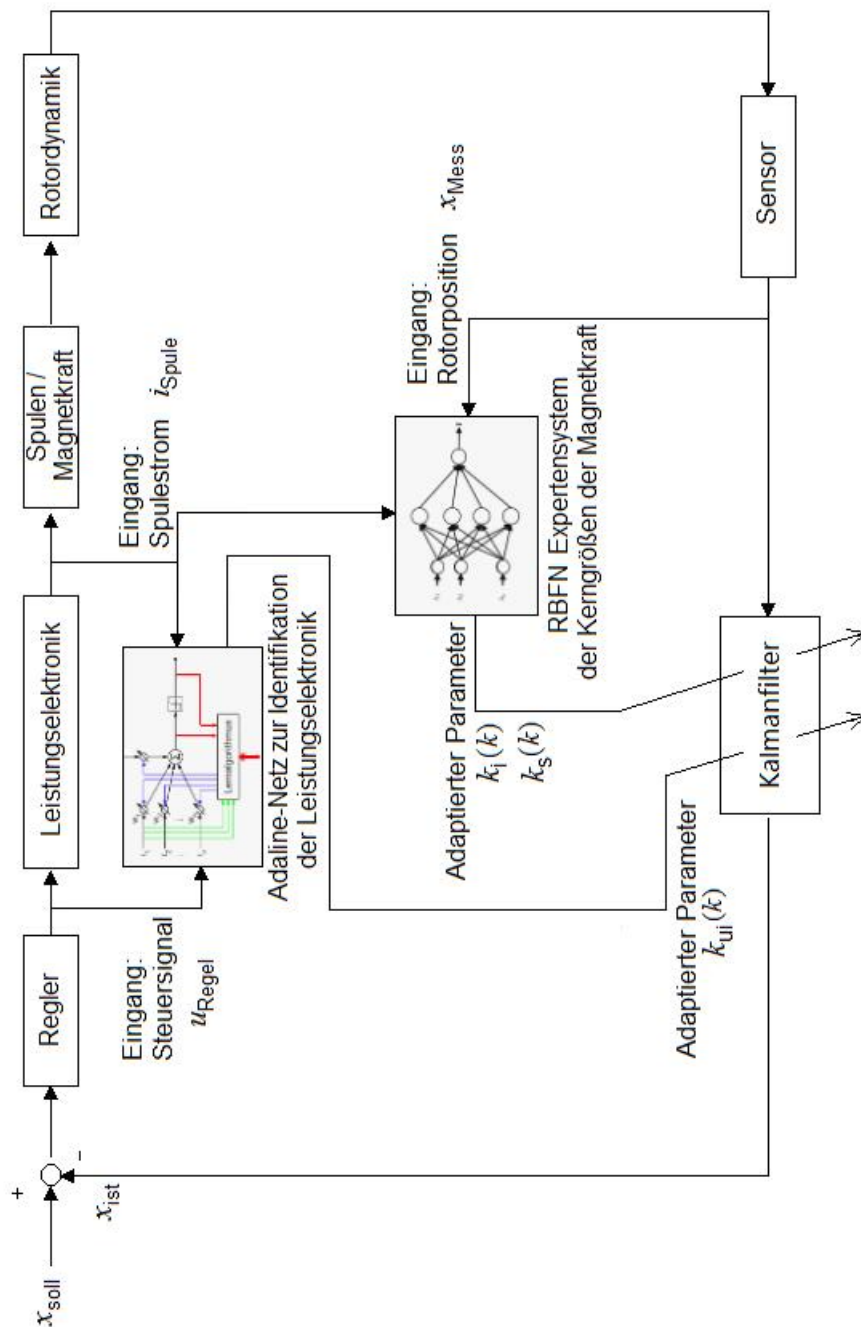 x_soll
+
-
x_ist
Regler
Leistungselektronik
Spulen /
Magnetkraft
Rotordynamik
Eingang:
Steuersignal
u_Regel
Lernalgorithmus
Σ
Adaline-Netz zur Identifikation
der Leistungselektronik
Eingang:
Spulestrom i_Spule
Eingang:
Rotorposition x_Mess
RBFN Expertensystem
der Kerngrößen der Magnetkraft
Adaptierter Parameter
k_i(k)
k_s(k)
Adaptierter Parameter
k_ui(k)
Kalmanfilter
Sensor